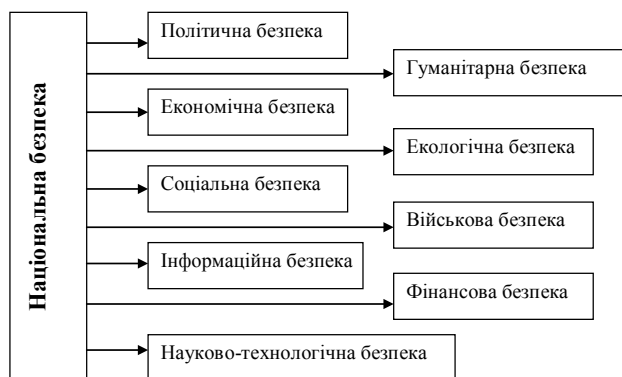 Національна безпека
Політична безпека
Гуманітарна безпека
Економічна безпека
Екологічна безпека
Соціальна безпека
Військова безпека
Інформаційна безпека
Фінансова безпека
Науково-технологічна безпека